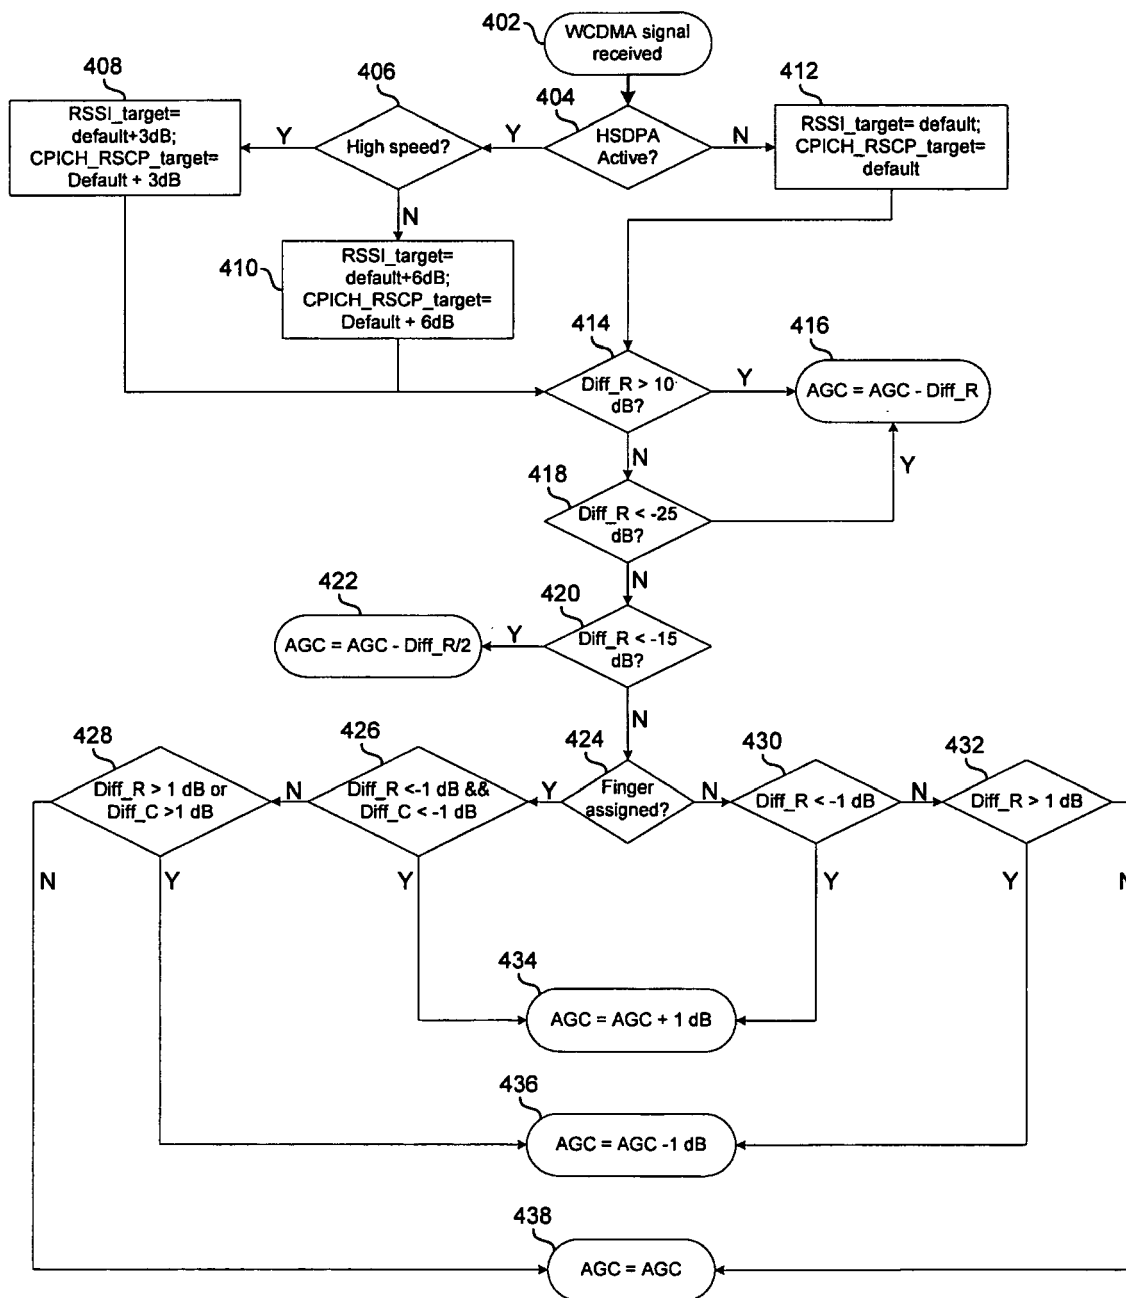 402
WCDMA signal
received
408
406
404
412
RSSI_target=
default+3dB;
CPICH_RSCP_target=
Default + 3dB
Y
High speed?
Y
HSDPA
Active?
N
RSSI_target= default;
CPICH_RSCP_target=
default
N
410
RSSI_target=
default+6dB;
CPICH_RSCP_target=
Default + 6dB
414
416
Diff_R > 10
dB?
Y
AGC = AGC - Diff_R
N
Y
418
Diff_R < -25
dB?
N
422
420
AGC = AGC - Diff_R/2
Y
Diff_R < -15
dB?
N
428
426
424
430
432
Diff_R > 1 dB or
Diff_C >1 dB
N
Diff_R <-1 dB &&
Diff_C < -1 dB
Y
Finger
assigned?
N
Diff_R < -1 dB
N
Diff_R > 1 dB
N
Y
Y
Y
Y
N
434
AGC = AGC + 1 dB
436
AGC = AGC -1 dB
438
AGC = AGC